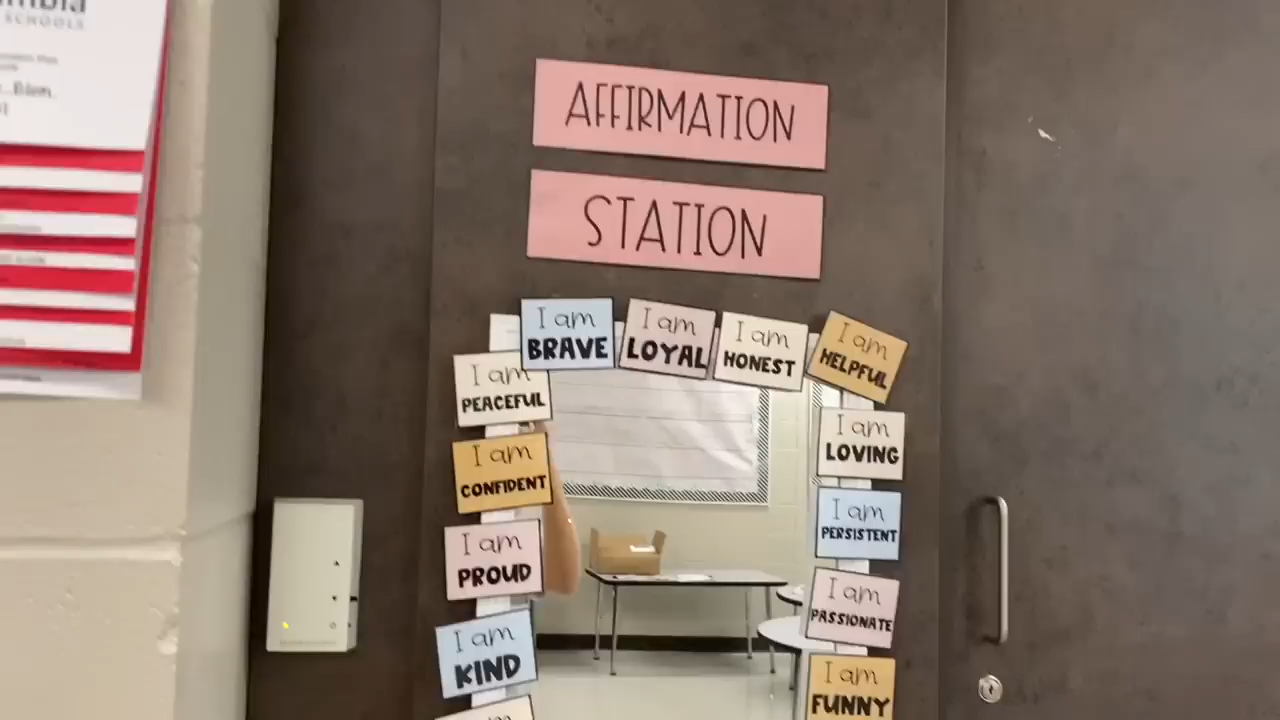 SCHOOLS
AFFIRMATION
STATION
I am
BRAVE
I am
LOYAL
I am
HONEST
I am
HELPFUL
I am
PEACEFUL
I am
LOVING
I am
CONFIDENT
I am
PERSISTENT
I am
PROUD
I am
PASSIONATE
I am
KIND
I am
FUNNY